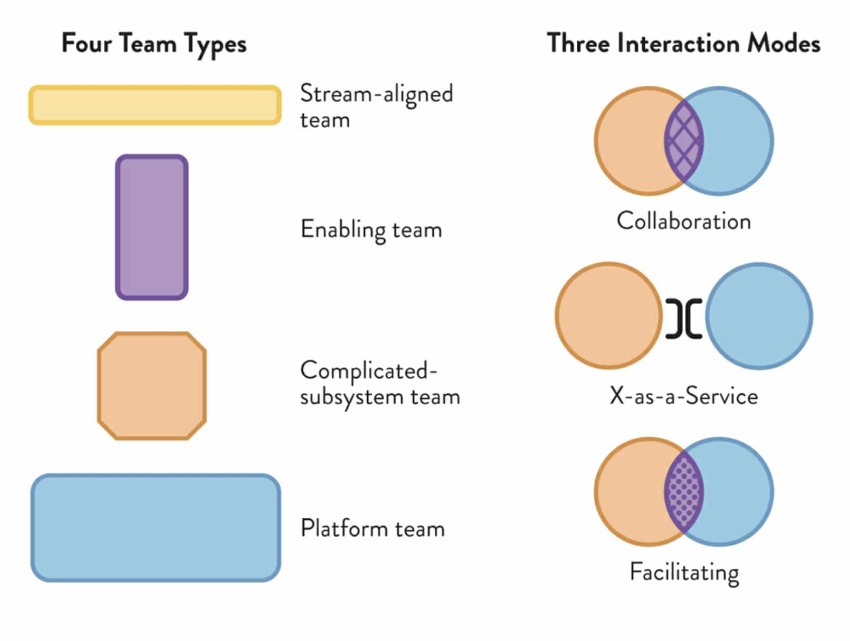 Four Team Types
Stream-aligned
team
Enabling team
Complicated-
subsystem team
Platform team
Three Interaction Modes
Collaboration
X-as-a-Service
Facilitating